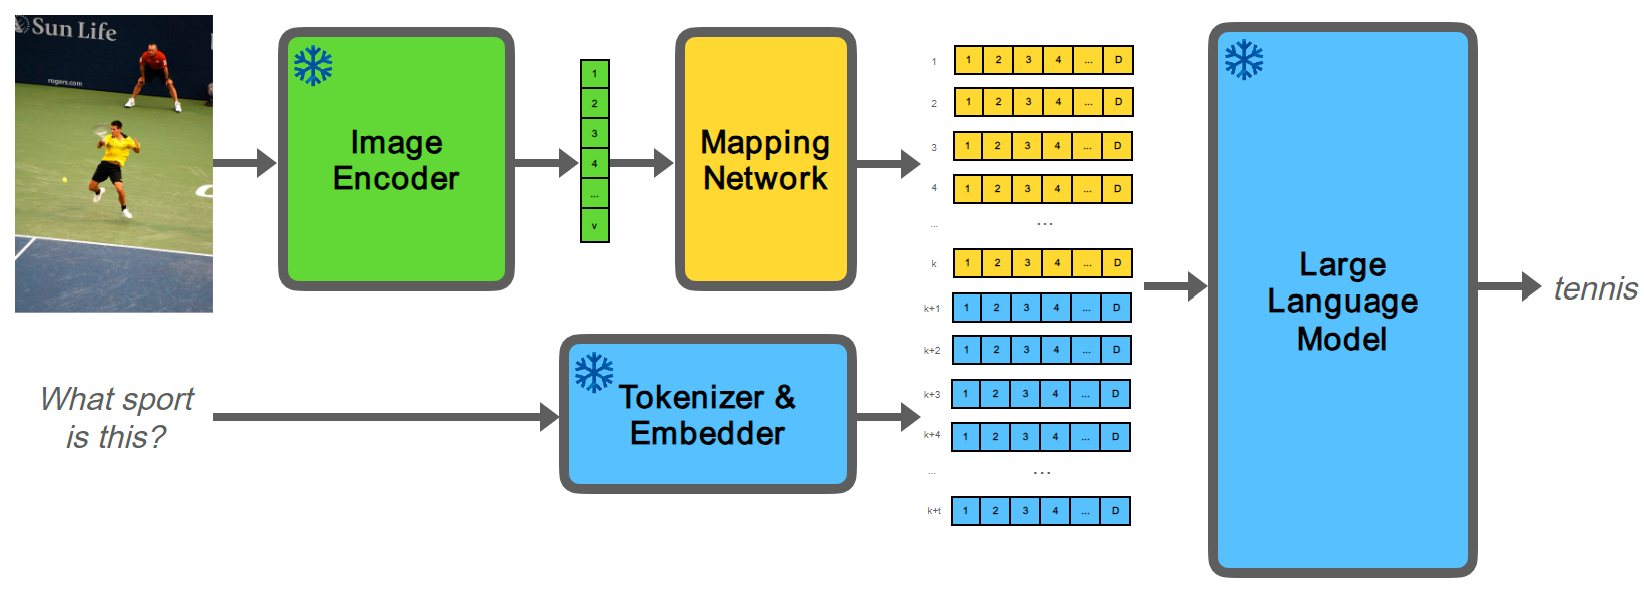 Sun Life
rogers.com
Image
Encoder
1
2
3
4
...
v
Mapping
Network
1 1 2 3 4 ... D
2 1 2 3 4 ... D
3 1 2 3 4 ... D
4 1 2 3 4 ... D
... ...
k 1 2 3 4 ... D
k+1 1 2 3 4 ... D
k+2 1 2 3 4 ... D
k+3 1 2 3 4 ... D
k+4 1 2 3 4 ... D
... ...
k+t 1 2 3 4 ... D
What sport
is this?
Tokenizer &
Embedder
Large
Language
Model
tennis